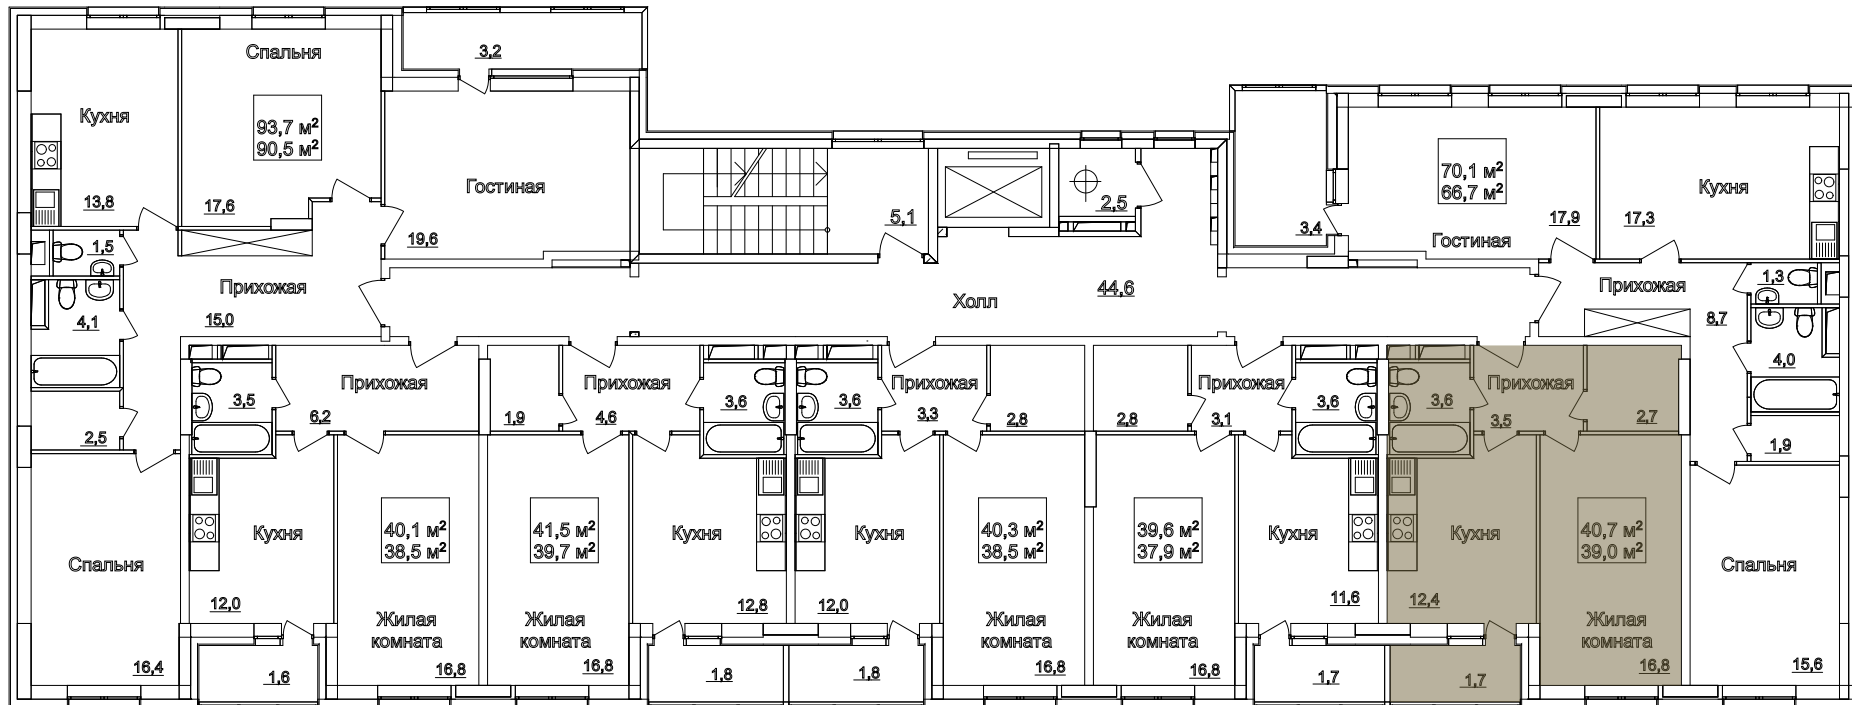 Спальня
3,2
Кухня
93,7 м²
90,5 м²
13,8
17,6
Гостиная
19,6
5,1
2,5
3,4
70,1 м²
66,7 м²
17,9
Гостиная
Кухня
17,3
1,5
4,1
Прихожая
15,0
Холл
44,6
Прихожая
8,7
1,3
4,0
2,5
3,5
Прихожая
6,2
1,9
Прихожая
4,6
3,6
3,6
Прихожая
3,3
2,8
2,8
Прихожая
3,1
3,6
3,6
Прихожая
3,5
2,7
1,9
Спальня
16,4
Кухня
12,0
40,1 м²
38,5 м²
Жилая
комната
16,8
41,5 м²
39,7 м²
Жилая
комната
16,8
Кухня
12,8
Кухня
12,0
40,3 м²
38,5 м²
Жилая
комната
16,8
39,6 м²
37,9 м²
Жилая
комната
16,8
Кухня
11,6
Кухня
12,4
40,7 м²
39,0 м²
Жилая
комната
16,8
Спальня
15,6
1,6
1,8
1,8
1,7
1,7